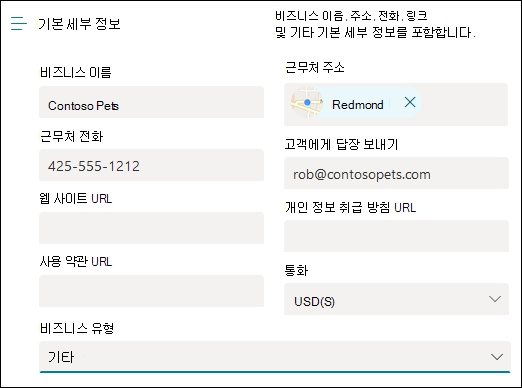 기본 세부 정보
비즈니스 이음, 주소, 전화, 링크
및 기타 기본 세부 정보를 포함합니다.
비즈니스 이름
Contoso Pets
근무처 주소
Redmond
근무처 전화
425-555-1212
고객에게 답장 보내기
rob@contosopets.com
웹 사이트 URL
개인 정보 취급 방침 URL
사용 약관 URL
통화
USD(S)
비즈니스 유형
기타